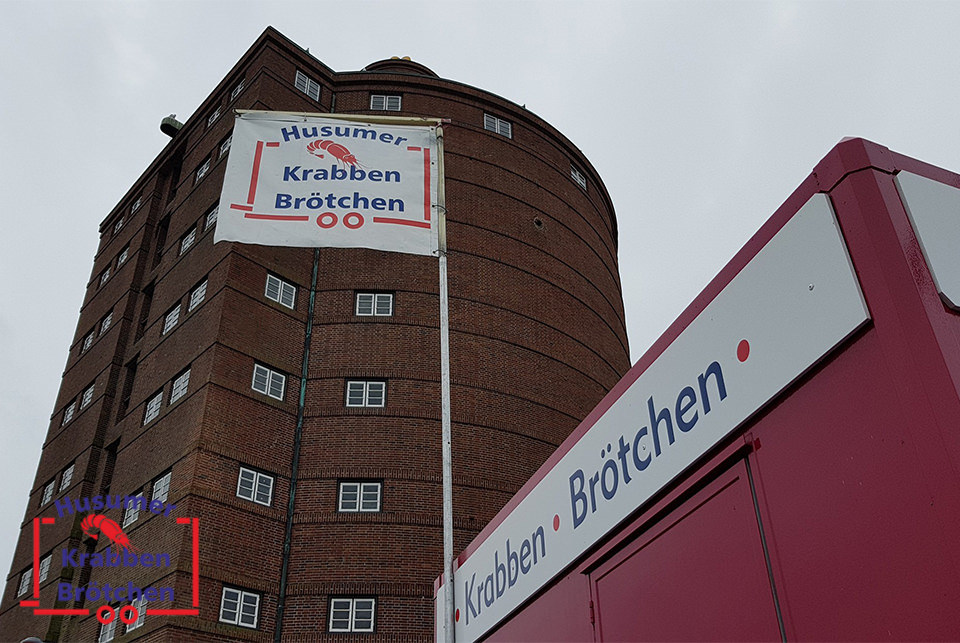 Husumer
Krabben
Brötchen
• Krabben • Brötchen •
Husumer
Krabben
Brötchen